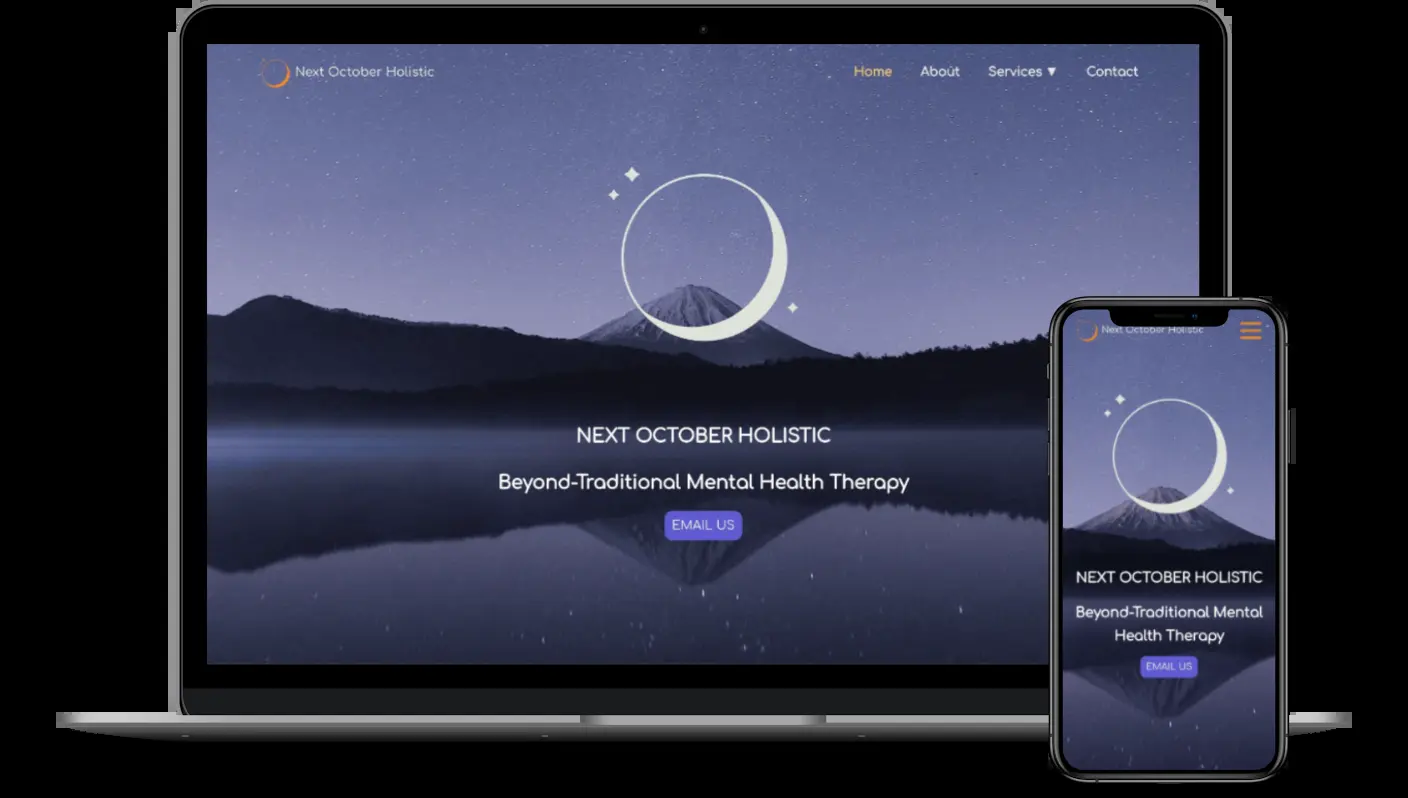 Next October Holistic
Home About Services ▼ Contact
NEXT OCTOBER HOLISTIC
Beyond-Traditional Mental Health Therapy
EMAIL US
Next October Holistic
NEXT OCTOBER HOLISTIC
Beyond-Traditional Mental
Health Therapy
EMAIL US